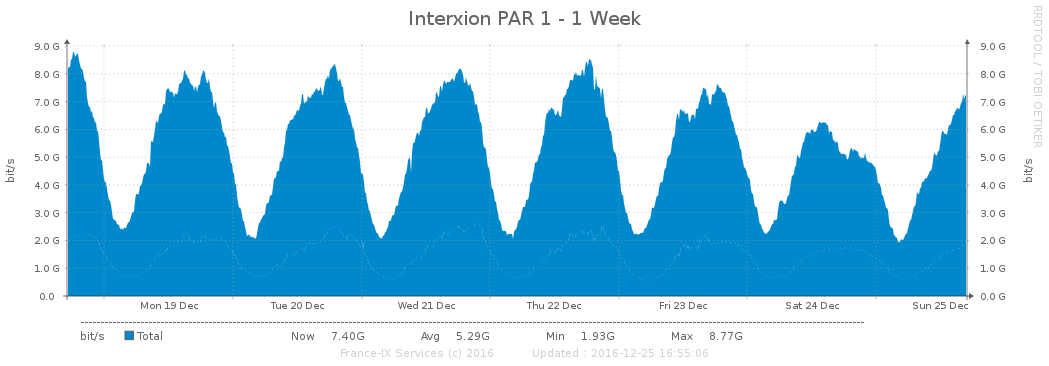 Interxion PAR 1 - 1 Week
RRDTOOL / TOBI OETIKER
bit/s
9.0 G 9.0 G
8.0 G 8.0 G
7.0 G 7.0 G
6.0 G 6.0 G
5.0 G 5.0 G
4.0 G 4.0 G
3.0 G 3.0 G
2.0 G 2.0 G
1.0 G 1.0 G
0.0 0.0 G
bit/s
Mon 19 Dec Tue 20 Dec Wed 21 Dec Thu 22 Dec Fri 23 Dec Sat 24 Dec Sun 25 Dec
bit/s Total Now 7.40G Avg 5.29G Min 1.93G Max 8.77G
France-IX Services (c) 2016 Updated : 2016-12-25 16:55:06